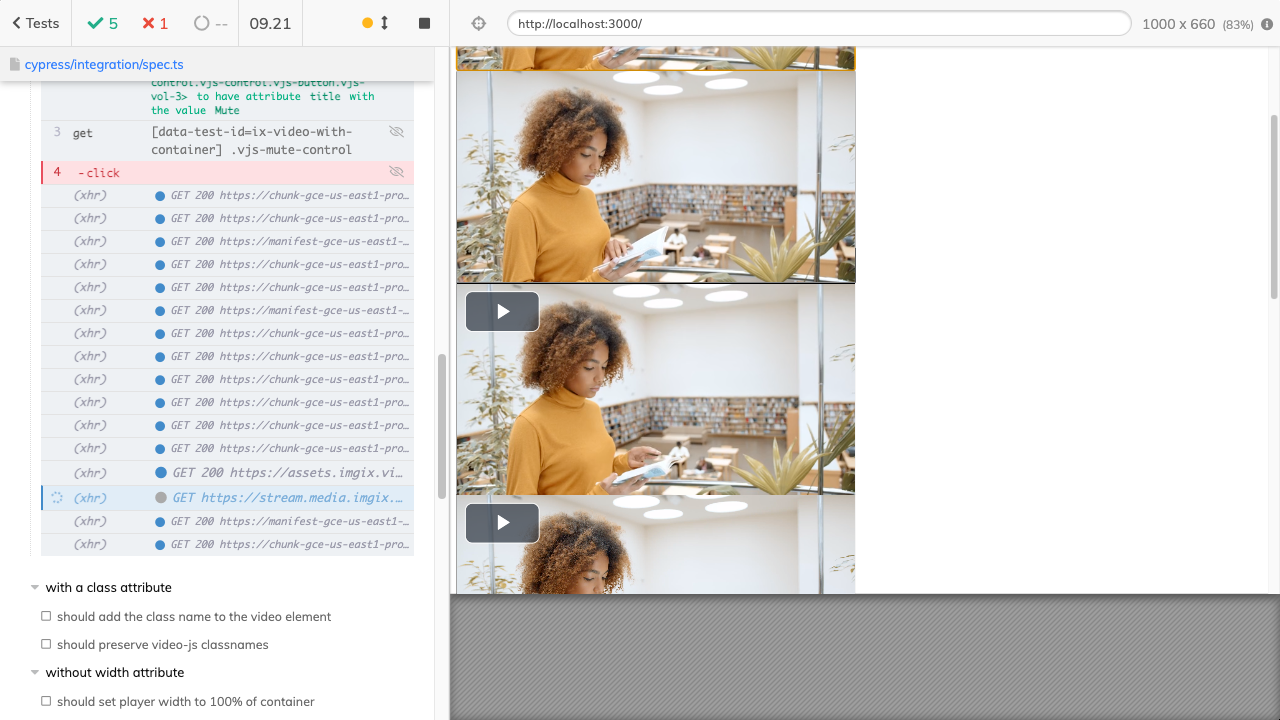 Tests
5
1
--
09.21
http://localhost:3000/
1000 x 660 (83%)
cypress/integration/spec.ts
control.vjs-control.vjs-button.vjs-
vol-3> to have attribute title with
the value Mute
3 get [data-test-id=ix-video-with-
container] .vjs-mute-control
4 -click
(xhr) GET 200 https://chunk-gce-us-east1-pro…
(xhr) GET 200 https://chunk-gce-us-east1-pro…
(xhr) GET 200 https://manifest-gce-us-east1-…
(xhr) GET 200 https://chunk-gce-us-east1-pro…
(xhr) GET 200 https://chunk-gce-us-east1-pro…
(xhr) GET 200 https://manifest-gce-us-east1-…
(xhr) GET 200 https://chunk-gce-us-east1-pro…
(xhr) GET 200 https://chunk-gce-us-east1-pro…
(xhr) GET 200 https://chunk-gce-us-east1-pro…
(xhr) GET 200 https://chunk-gce-us-east1-pro…
(xhr) GET 200 https://chunk-gce-us-east1-pro…
(xhr) GET 200 https://chunk-gce-us-east1-pro…
(xhr) GET 200 https://assets.imgix.vi…
(xhr) GET https://stream.media.imgix.…
(xhr) GET 200 https://manifest-gce-us-east1-…
(xhr) GET 200 https://chunk-gce-us-east1-pro…
with a class attribute
should add the class name to the video element
should preserve video-js classnames
without width attribute
should set player width to 100% of container